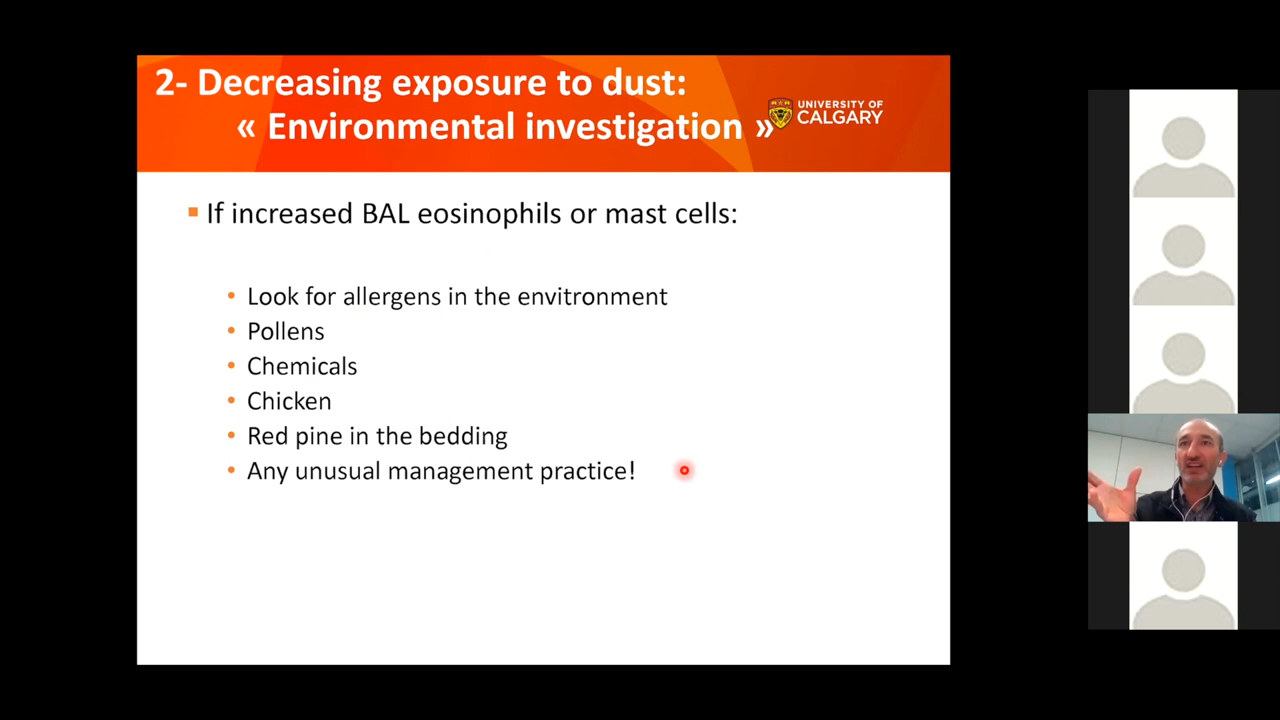 2- Decreasing exposure to dust:
« Environmental investigation »
UNIVERSITY OF
CALGARY
▪ If increased BAL eosinophils or mast cells:
• Look for allergens in the envitronment
• Pollens
• Chemicals
• Chicken
• Red pine in the bedding
• Any unusual management practice!